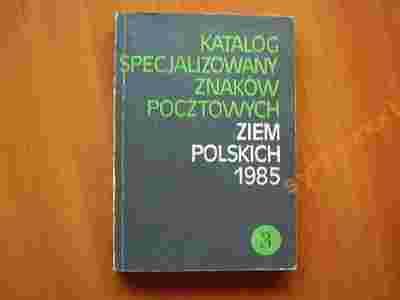 KATALOG
SPECJALIZOWANY
ZNAKÓW
POCZTOWYCH
ZIEM
POLSKICH
1985
3